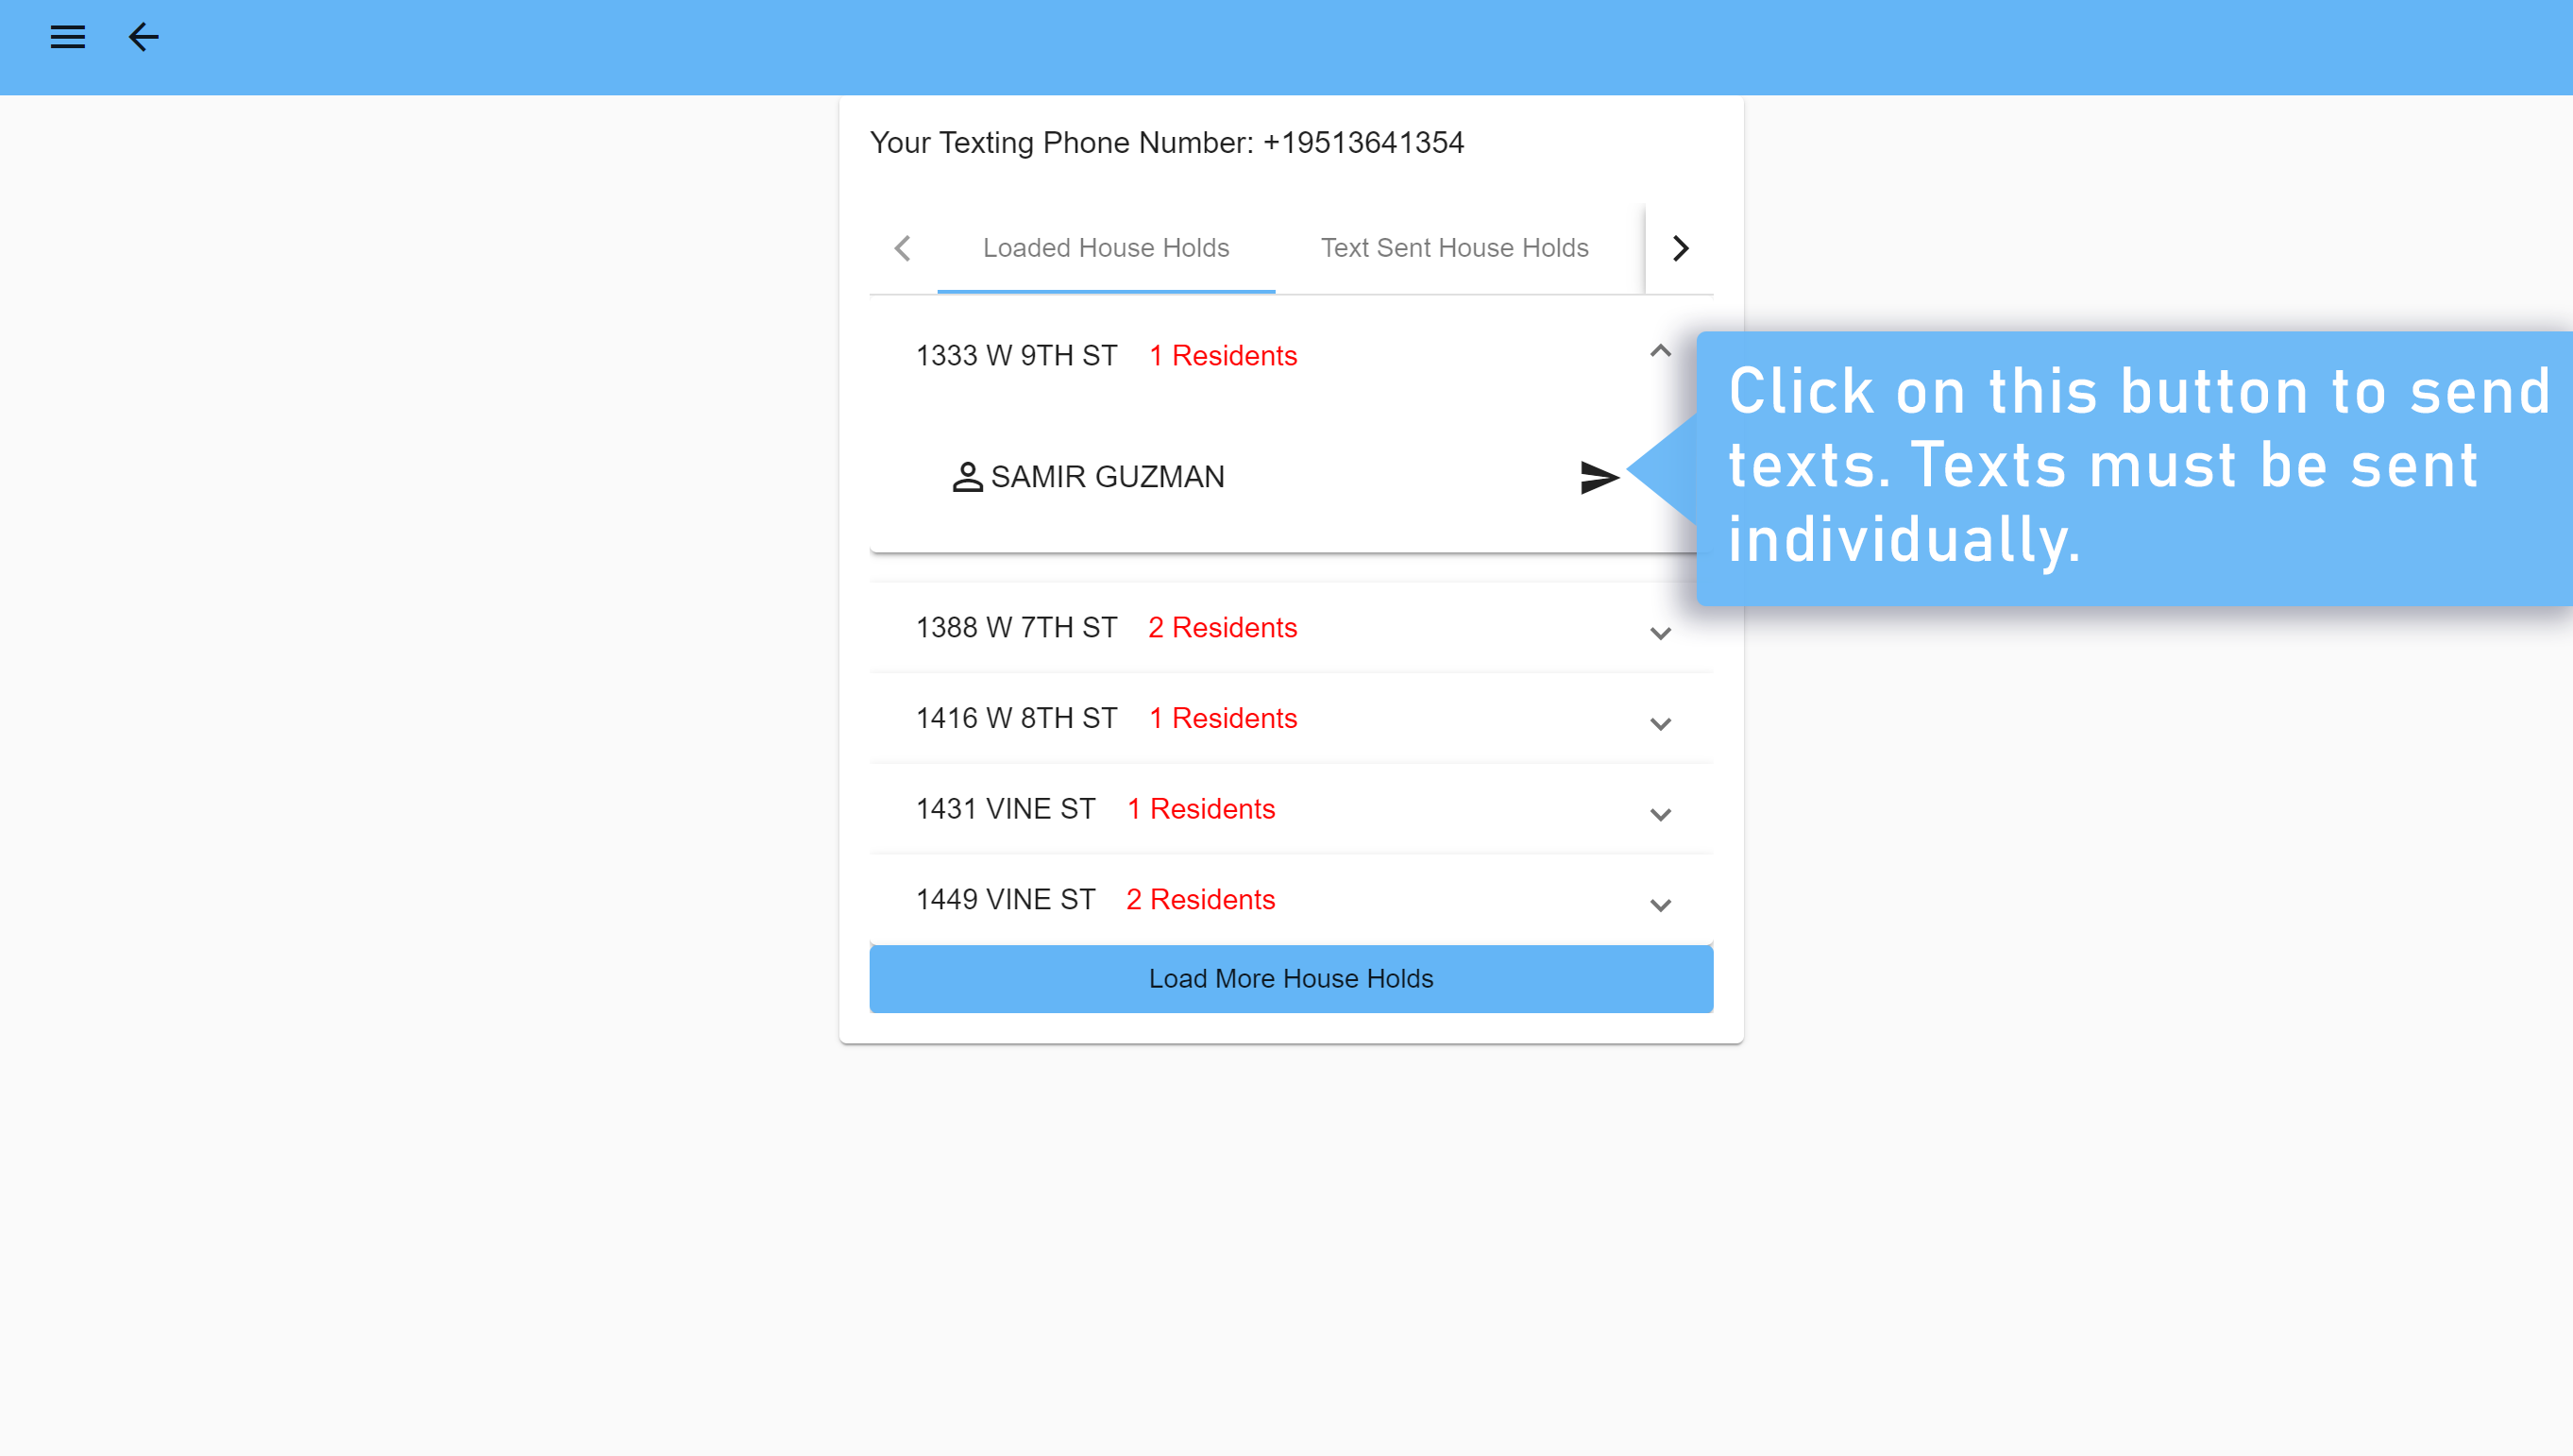 Your Texting Phone Number: +19513641354
Loaded House Holds
Text Sent House Holds
1333 W 9TH ST 1 Residents
SAMIR GUZMAN
Click on this button to send
texts. Texts must be sent
individually.
1388 W 7TH ST 2 Residents
1416 W 8TH ST 1 Residents
1431 VINE ST 1 Residents
1449 VINE ST 2 Residents
Load More House Holds